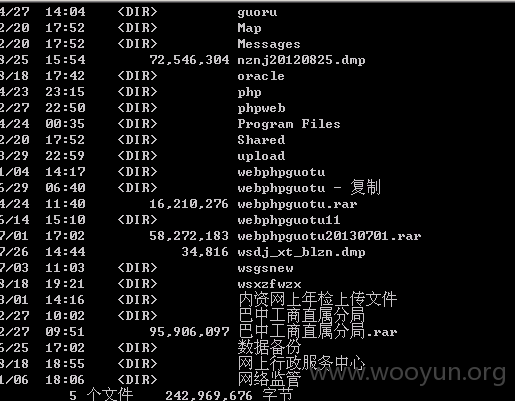 4/27  14:04    <DIR>          guoru
2/20  17:52    <DIR>          Map
2/20  17:52    <DIR>          Messages
8/25  15:54        72,546,304 nznj20120825.dmp
8/18  17:42    <DIR>          oracle
4/23  23:15    <DIR>          php
2/27  22:50    <DIR>          phpweb
4/24  00:35    <DIR>          Program Files
2/20  17:52    <DIR>          Shared
3/29  22:59    <DIR>          upload
1/04  14:17    <DIR>          webphpguotu
6/29  06:40    <DIR>          webphpguotu - 复制
4/24  11:40        16,210,276 webphpguotu.rar
6/14  15:10    <DIR>          webphpguotu11
7/01  17:02        58,272,183 webphpguotu20130701.rar
7/26  14:44            34,816 wsdj_xt_blzn.dmp
7/03  11:03    <DIR>          wsgsnew
8/18  19:21    <DIR>          wsxzfwzx
3/01  14:16    <DIR>          内资网上年检上传文件
2/27  10:02    <DIR>          巴中工商直属分局
2/27  09:51        95,906,097 巴中工商直属分局.rar
6/25  17:02    <DIR>          数据备份
8/18  18:55    <DIR>          网上行政服务中心
1/06  18:06    <DIR>          网络监管
5 个文件    242,969,676 字节
www.wooyun.org